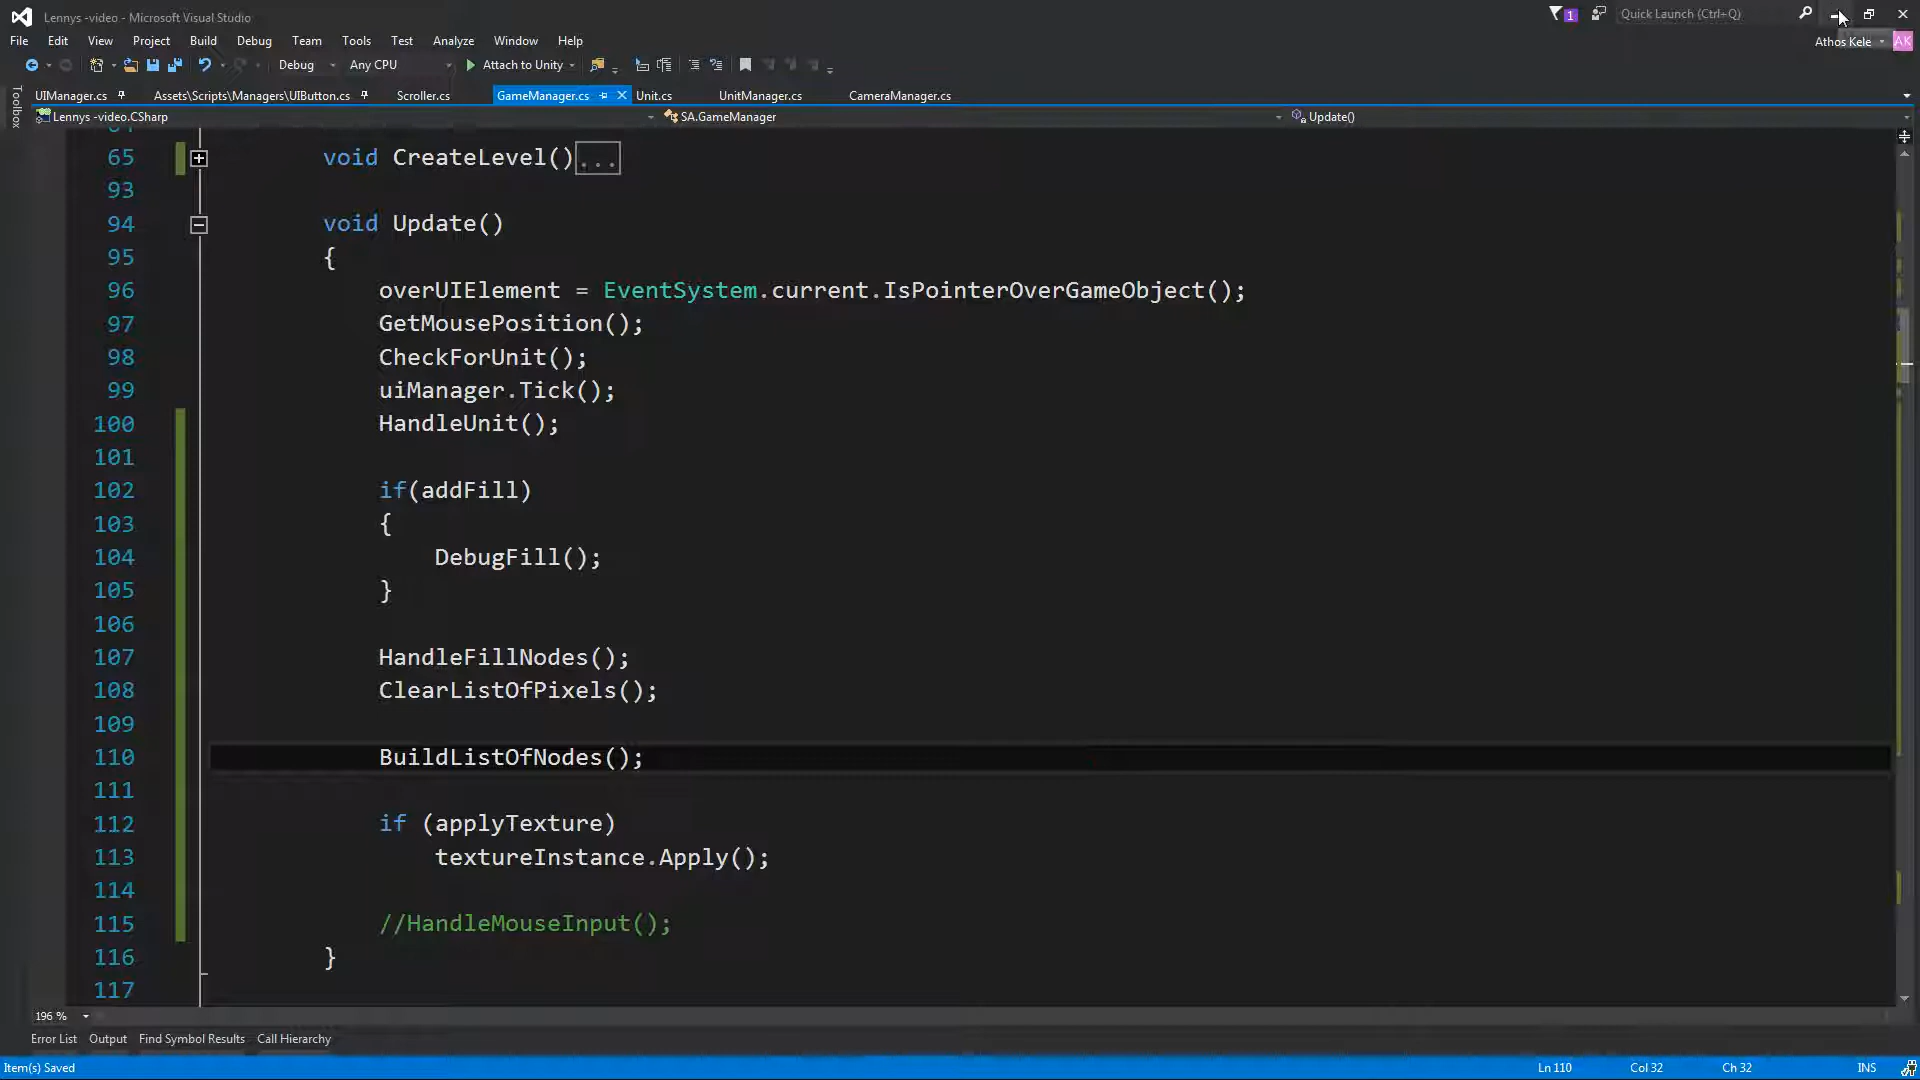 Lennys -video - Microsoft Visual Studio
1
Quick Launch (Ctrl+Q)
File Edit View Project Build Debug Team Tools Test Analyze Window Help
Athos Kele AK
Debug Any CPU Attach to Unity
Toolbox
UIManager.cs Assets\Scripts\Managers\UIButton.cs Scroller.cs GameManager.cs Unit.cs UnitManager.cs CameraManager.cs
Lennys -video.CSharp SA.GameManager Update()
65 void CreateLevel()...
93
94 void Update()
95 {
96 overUIElement = EventSystem.current.IsPointerOverGameObject();
97 GetMousePosition();
98 CheckForUnit();
99 uiManager.Tick();
100 HandleUnit();
101
102 if(addFill)
103 {
104 DebugFill();
105 }
106
107 HandleFillNodes();
108 ClearListOfPixels();
109
110 BuildListOfNodes();
111
112 if (applyTexture)
113 textureInstance.Apply();
114
115 //HandleMouseInput();
116 }
117
196 %
Error List Output Find Symbol Results Call Hierarchy
Item(s) Saved Ln 110 Col 32 Ch 32 INS